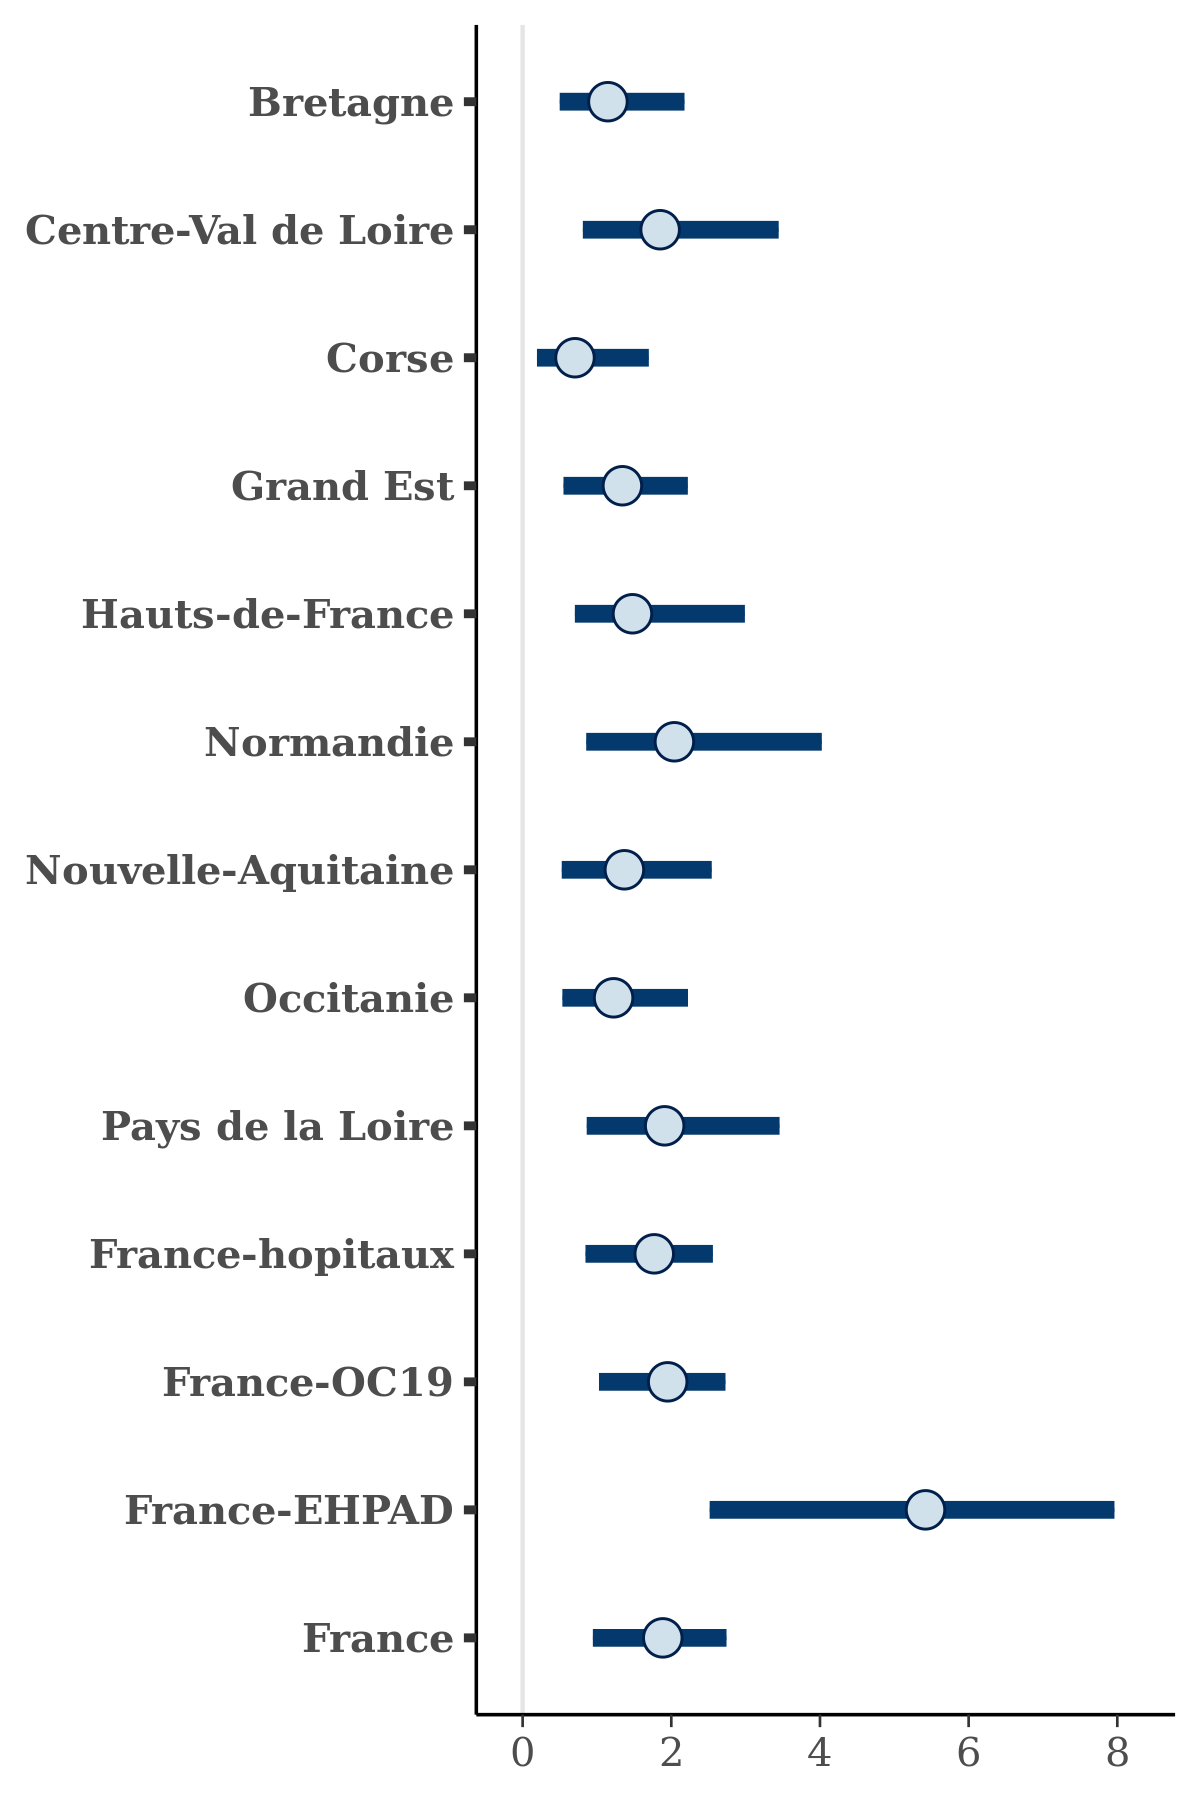 Bretagne
Centre-Val de Loire
Corse
Grand Est
Hauts-de-France
Normandie
Nouvelle-Aquitaine
Occitanie
Pays de la Loire
France-hopitaux
France-OC19
France-EHPAD
France
0 2 4 6 8